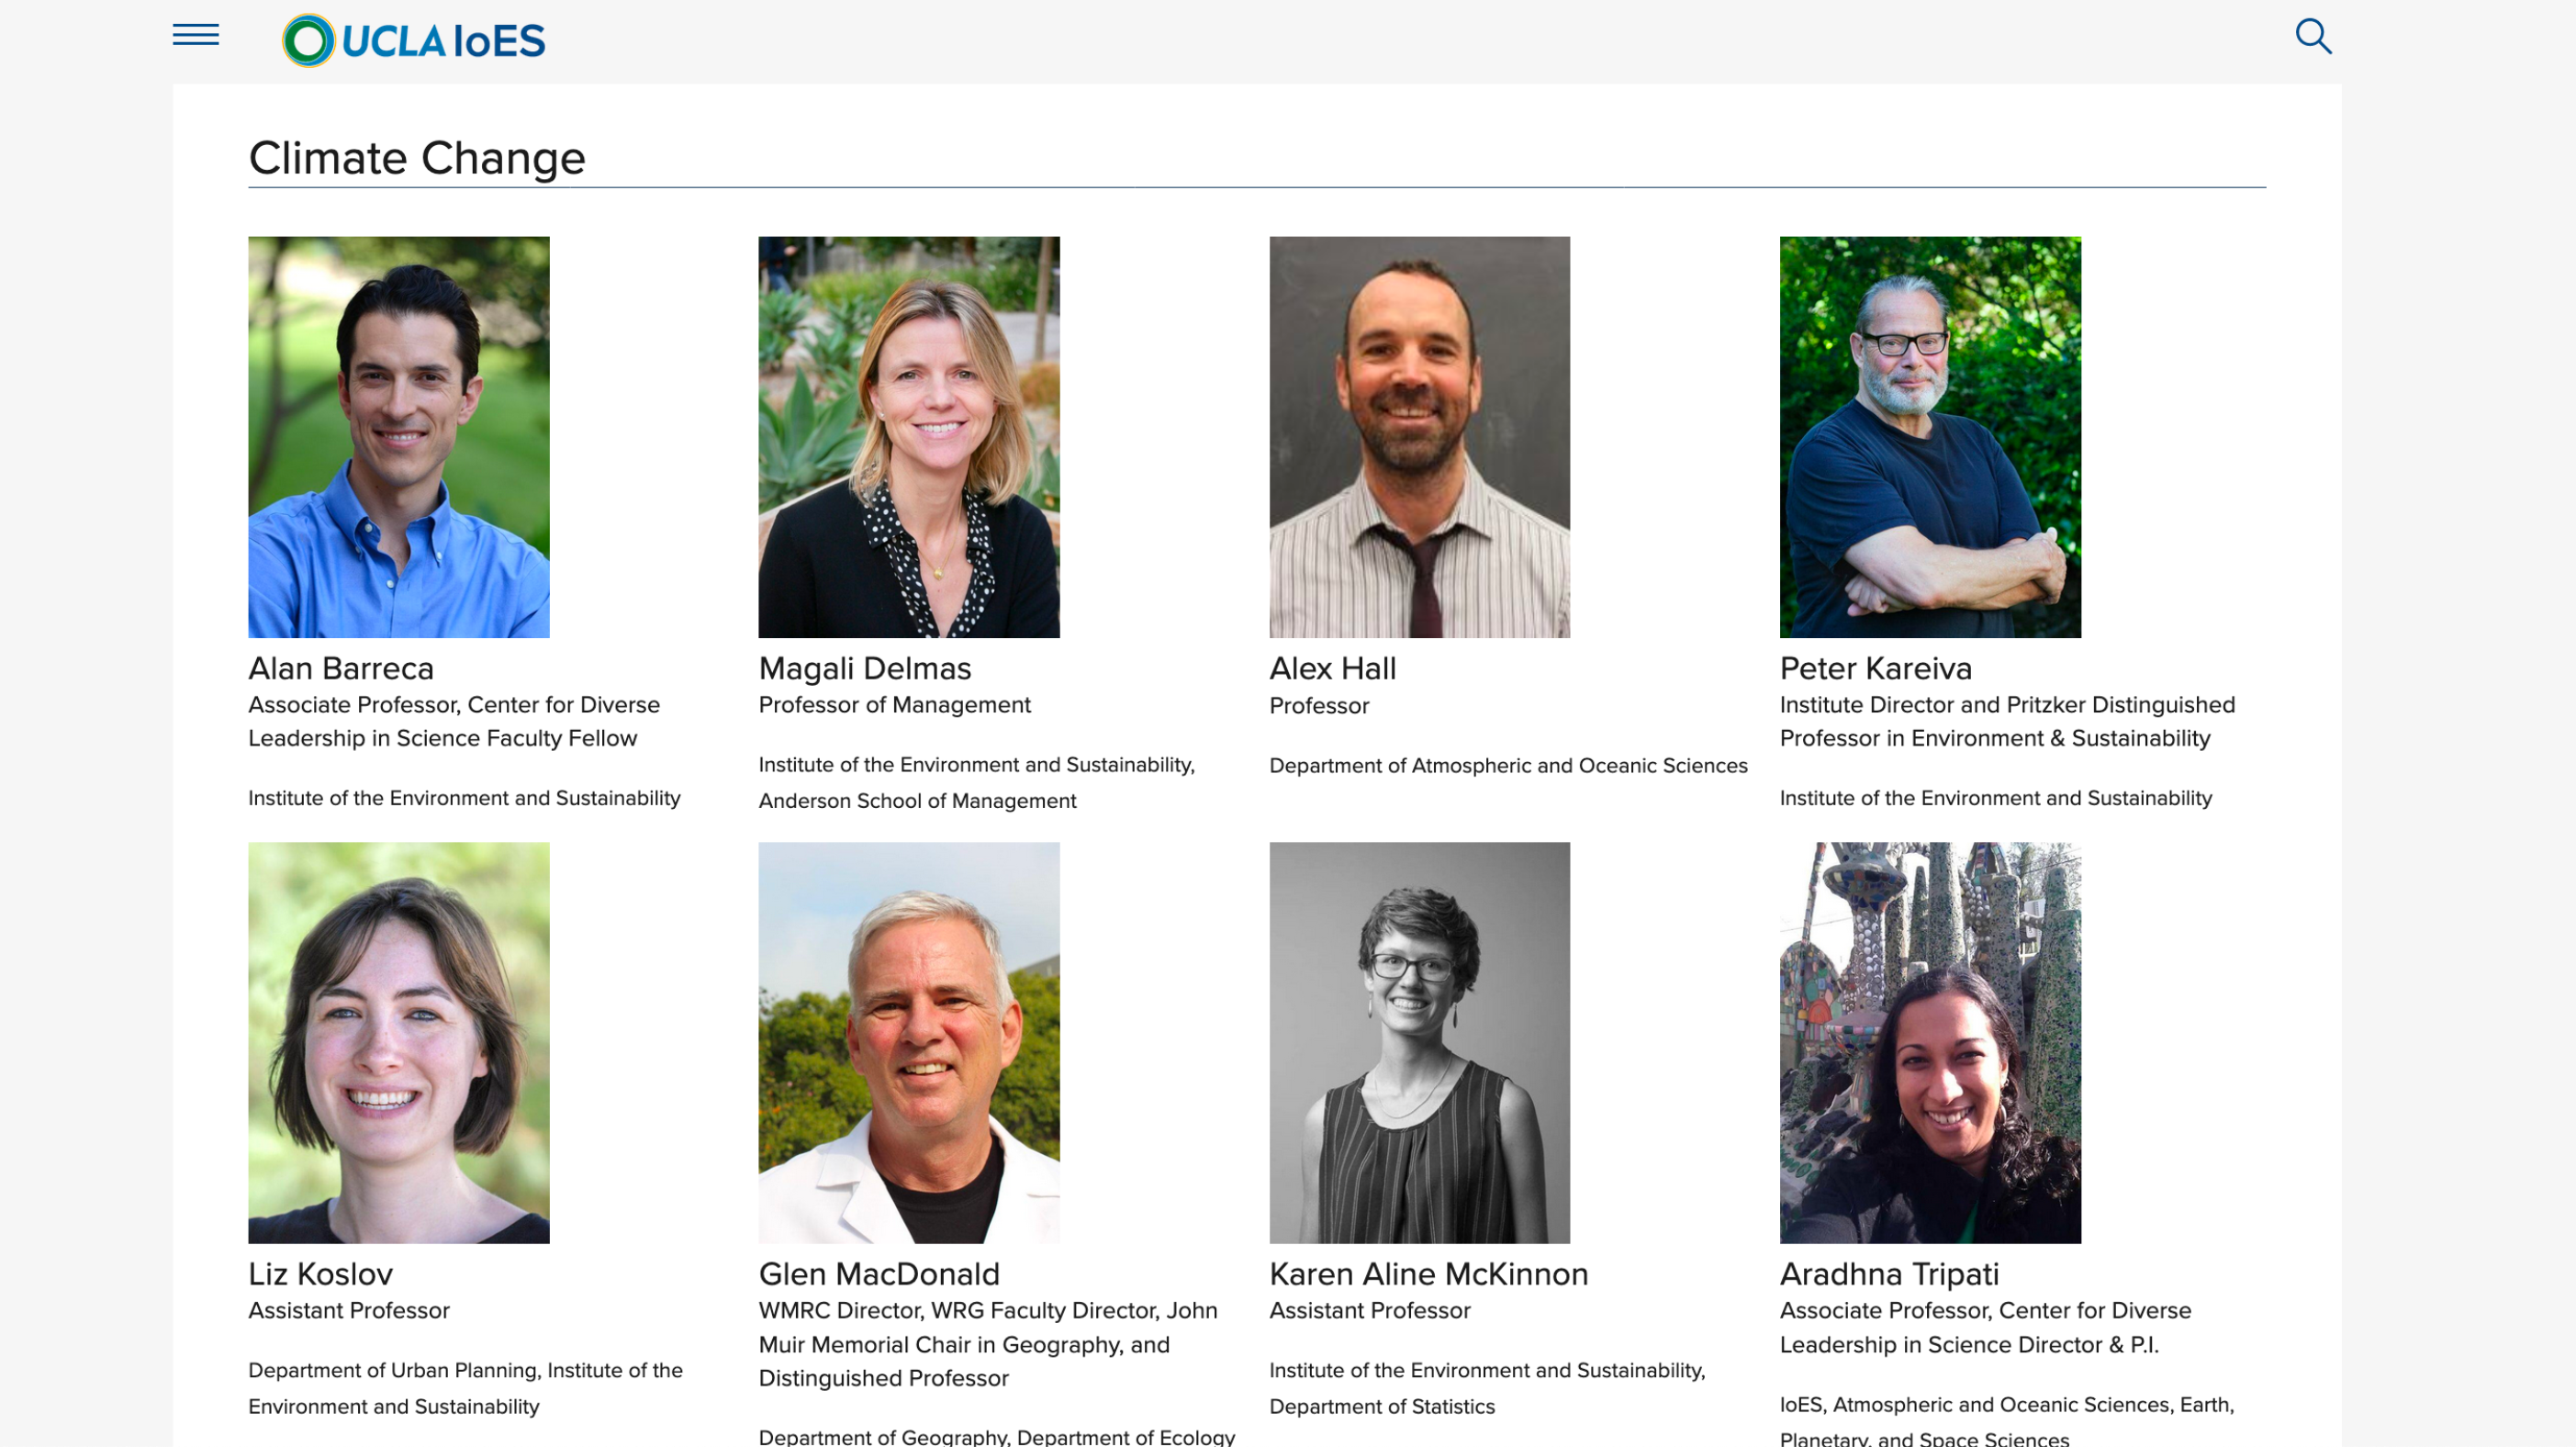 UCLA IoES
Climate Change
Alan Barreca
Associate Professor, Center for Diverse
Leadership in Science Faculty Fellow
Institute of the Environment and Sustainability
Magali Delmas
Professor of Management
Institute of the Environment and Sustainability,
Anderson School of Management
Alex Hall
Professor
Department of Atmospheric and Oceanic Sciences
Peter Kareiva
Institute Director and Pritzker Distinguished
Professor in Environment & Sustainability
Institute of the Environment and Sustainability
Liz Koslov
Assistant Professor
Department of Urban Planning, Institute of the
Environment and Sustainability
Glen MacDonald
WMRC Director, WRG Faculty Director, John
Muir Memorial Chair in Geography, and
Distinguished Professor
Department of Geography, Department of Ecology
Karen Aline McKinnon
Assistant Professor
Institute of the Environment and Sustainability,
Department of Statistics
Aradhna Tripati
Associate Professor, Center for Diverse
Leadership in Science Director & P.I.
IoES, Atmospheric and Oceanic Sciences, Earth,
Planetary, and Space Sciences